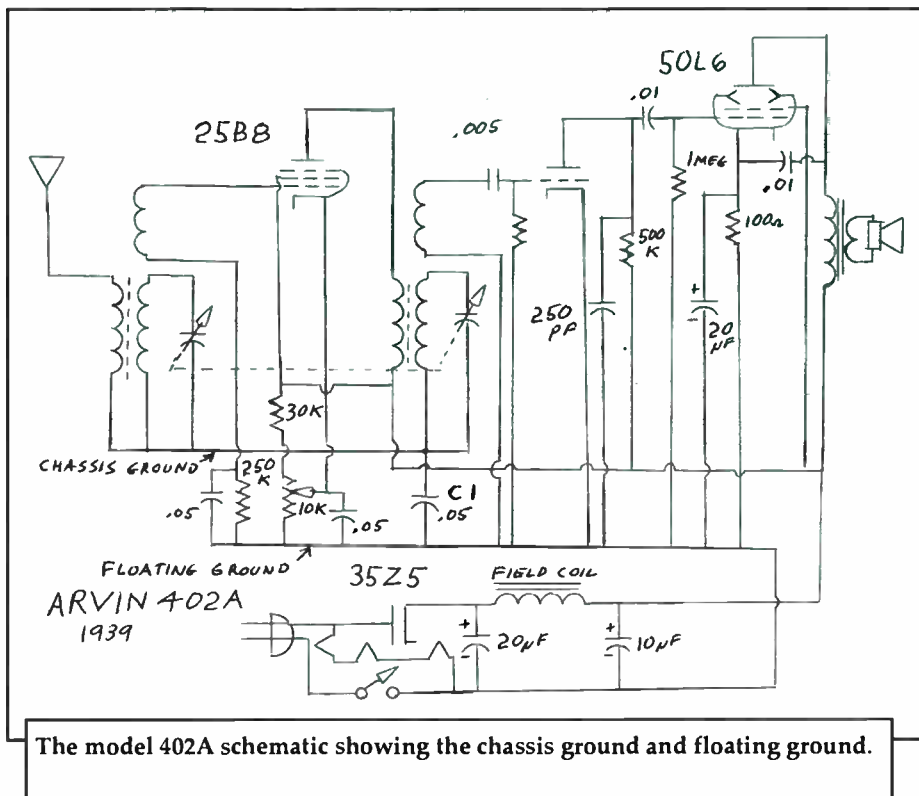 50L6
.01
25B8
.005
1MEG
.01
500
K
100Ω
250
PF
+
-
20
µF
30K
CHASSIS GROUND
250
K
10K
C1
.05
.05
.05
FLOATING GROUND
35Z5
FIELD COIL
ARVIN 402A
1939
+
-
20µF
+
-
10µF
The model 402A schematic showing the chassis ground and floating ground.